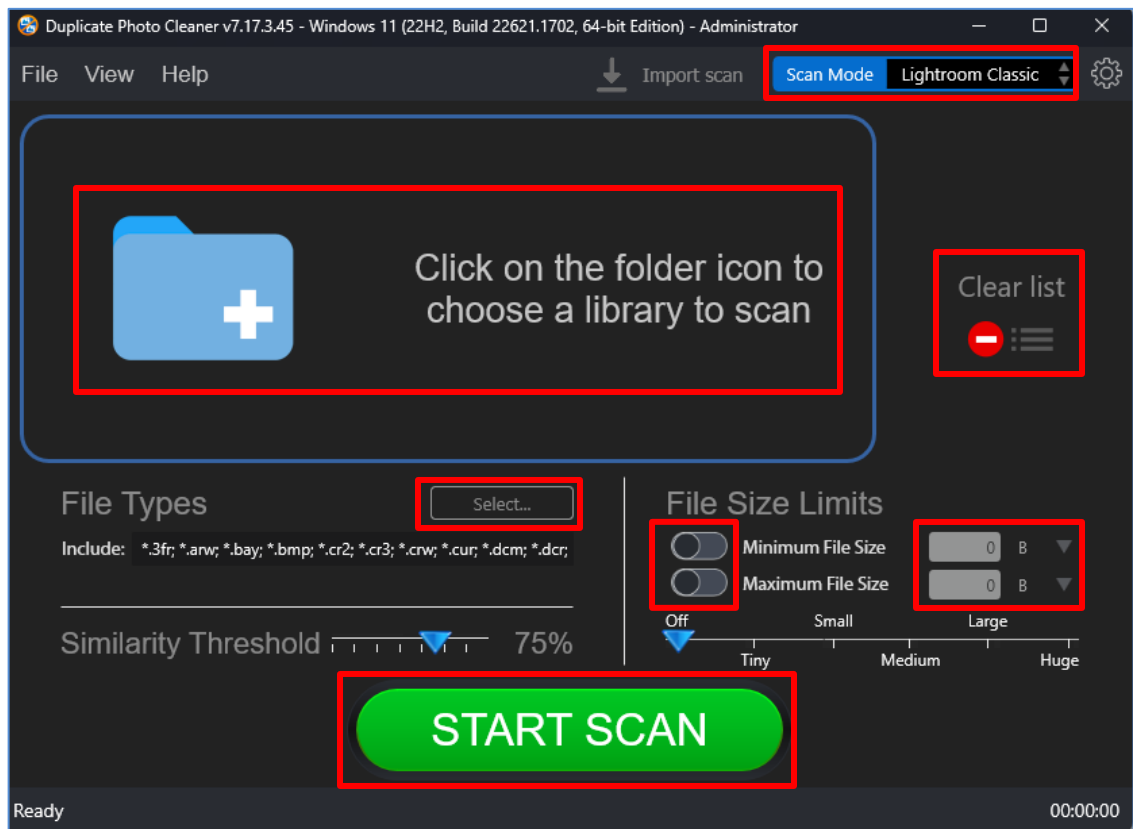 Duplicate Photo Cleaner v7.17.3.45 - Windows 11 (22H2, Build 22621.1702, 64-bit Edition) - Administrator
File View Help Import scan Scan Mode Lightroom Classic
Click on the folder icon to
choose a library to scan
Clear list
File Types Select...
Include: *.3fr; *.arw; *.bay; *.bmp; *.cr2; *.cr3; *.crw; *.cur; *.dcm; *.dcr;
Similarity Threshold 75%
File Size Limits
Minimum File Size 0 B
Maximum File Size 0 B
Off Small Large
Tiny Medium Huge
START SCAN
Ready 00:00:00